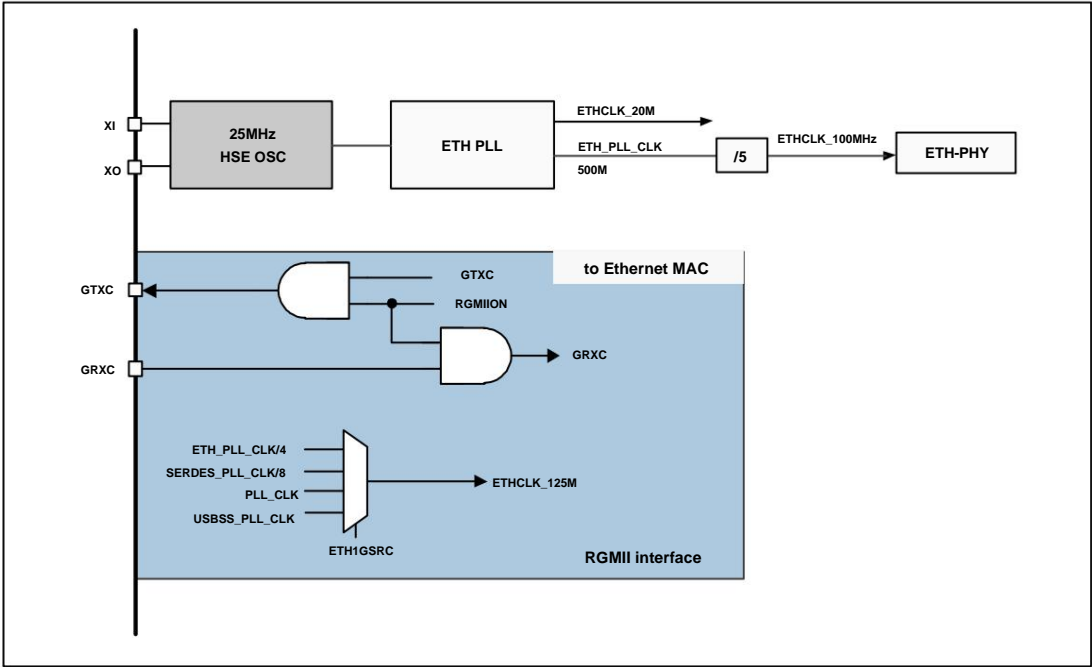 XI
XO
25MHz
HSE OSC
ETH PLL
ETHCLK_20M
ETH_PLL_CLK
500M
/5
ETHCLK_100MHz
ETH-PHY
to Ethernet MAC
GTXC
GTXC
RGMIION
GRXC
GRXC
ETH_PLL_CLK/4
SERDES_PLL_CLK/8
PLL_CLK
USBSS_PLL_CLK
ETHCLK_125M
ETH1GSRC
RGMII interface